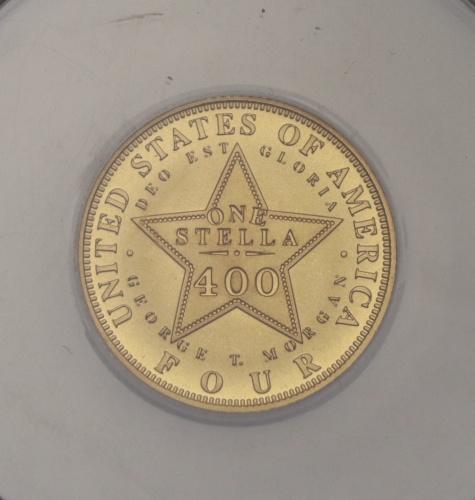 UNITED STATES OF AMERICA
DEO EST GLORIA
ONE
STELLA
400
· GEORGE T. MORGAN ·
FOUR